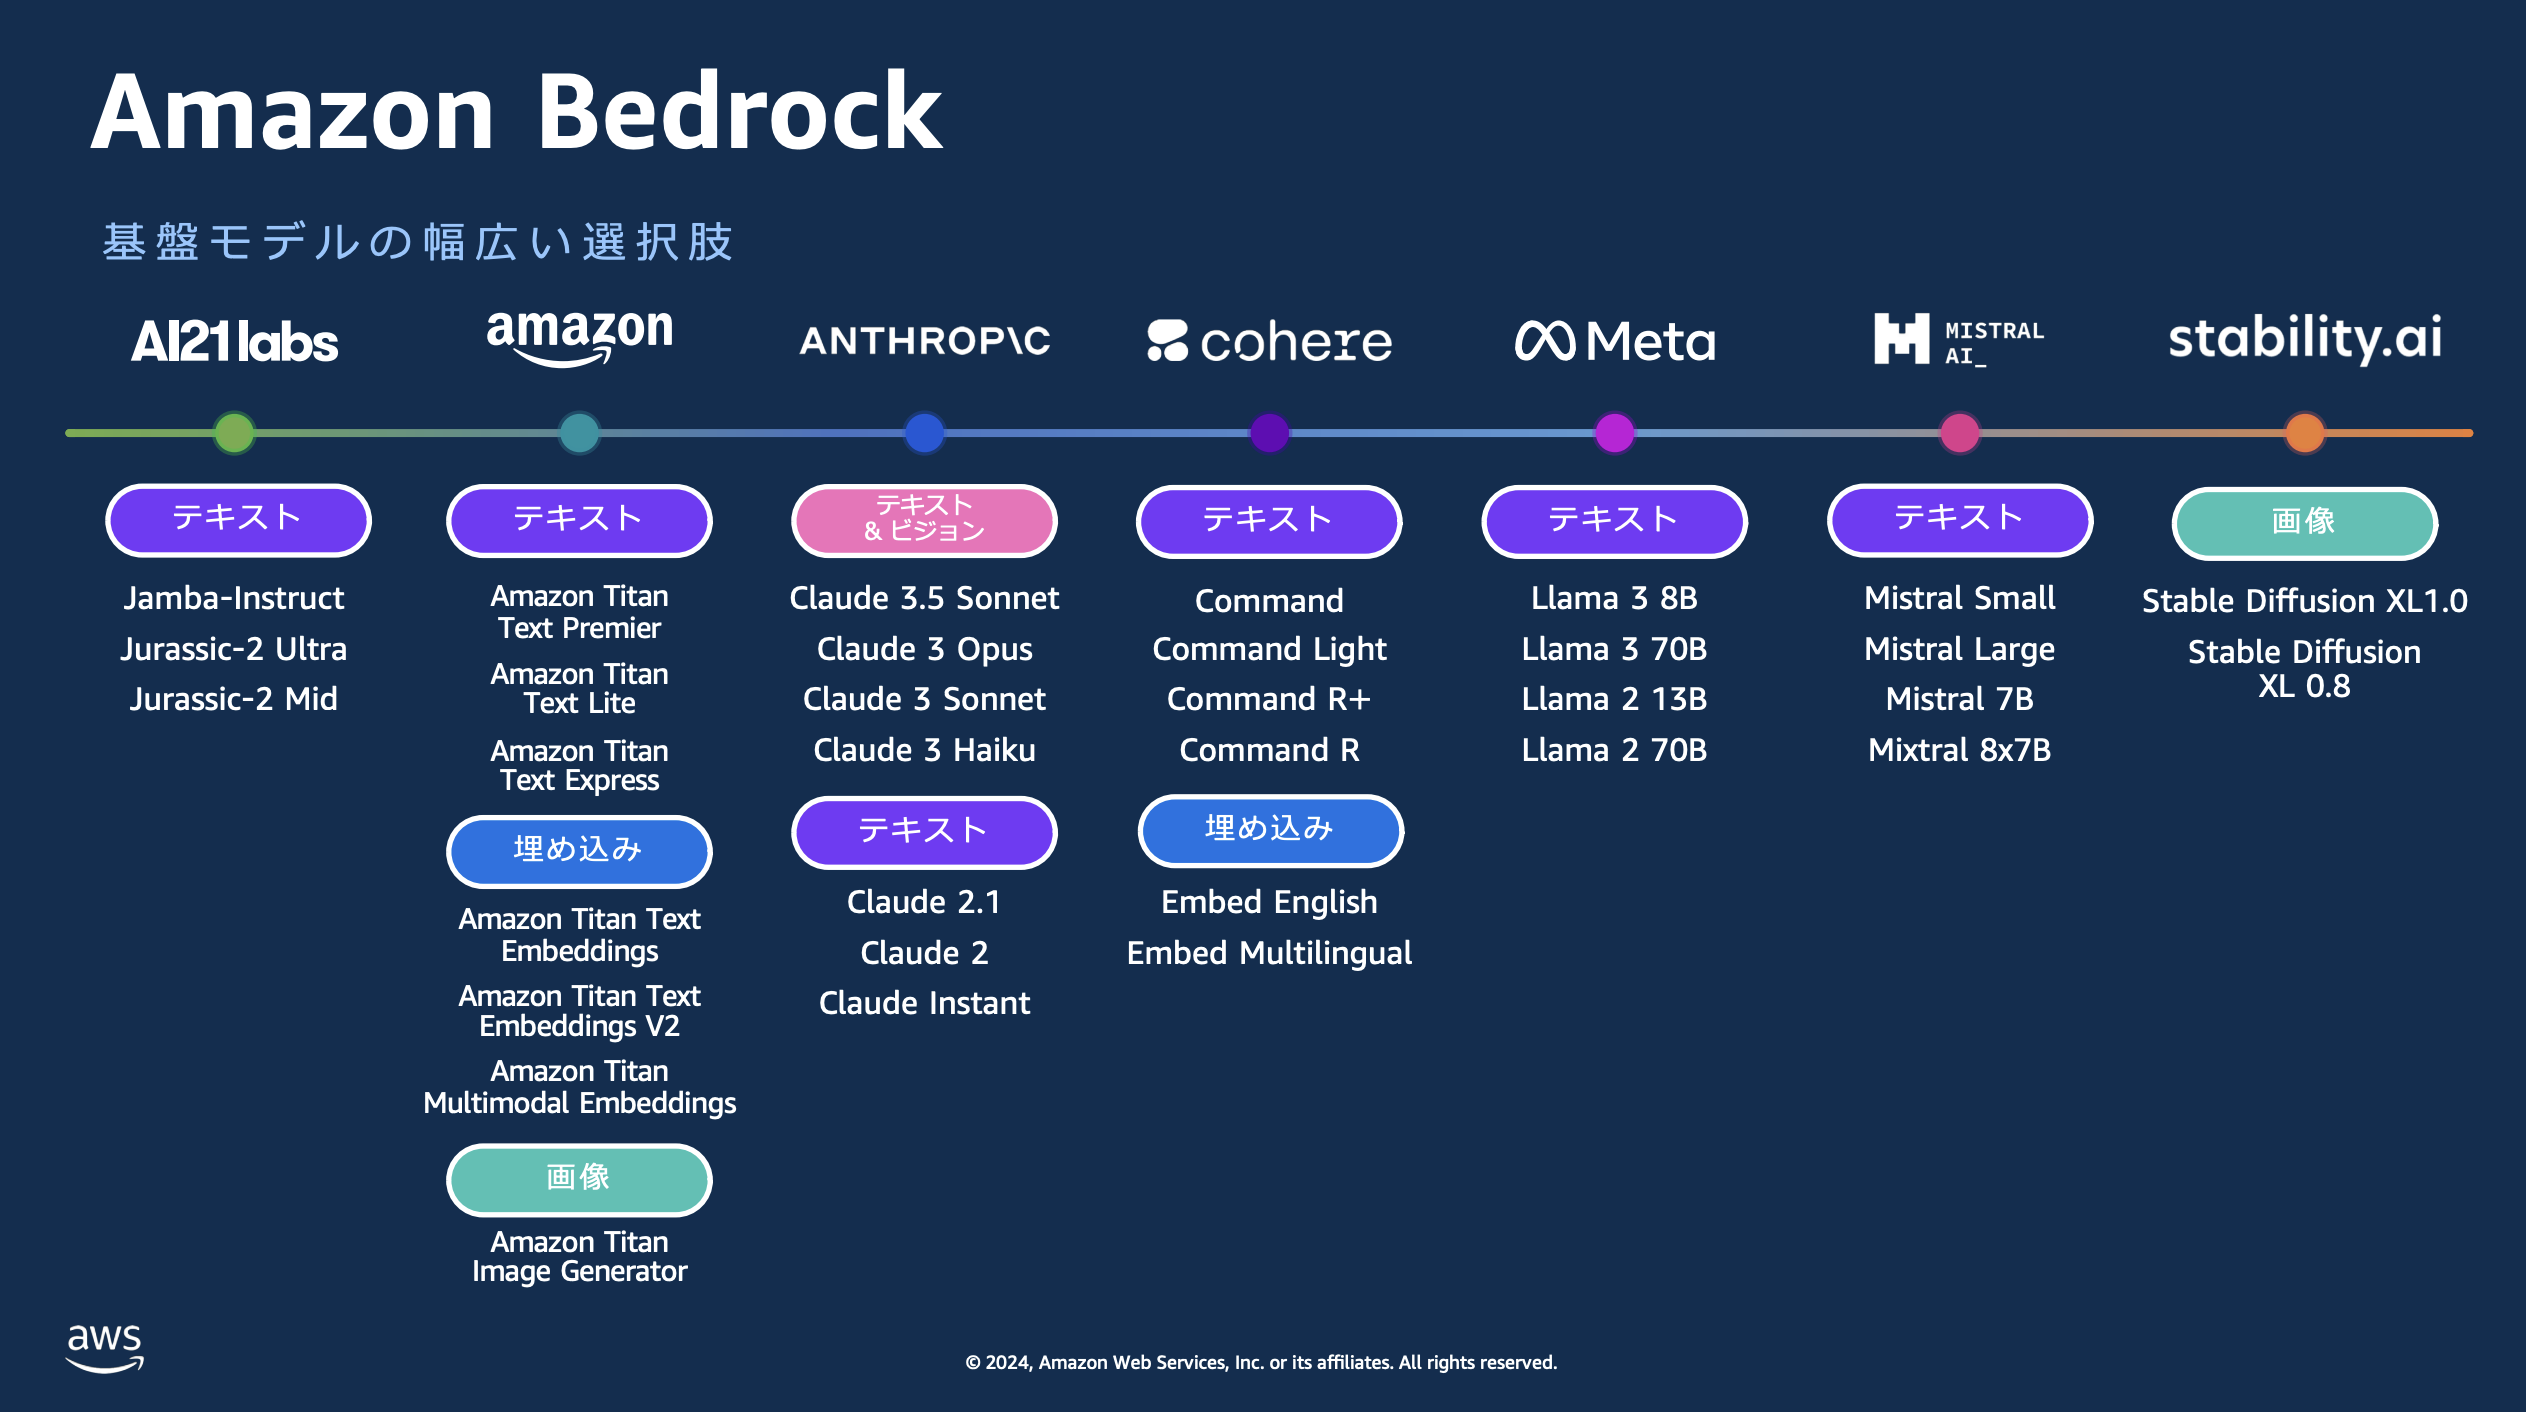 Amazon Bedrock
基盤モデルの幅広い選択肢
AI21labs
テキスト
Jamba-Instruct
Jurassic-2 Ultra
Jurassic-2 Mid
amazon
テキスト
Amazon Titan
Text Premier
Amazon Titan
Text Lite
Amazon Titan
Text Express
埋め込み
Amazon Titan Text
Embeddings
Amazon Titan Text
Embeddings V2
Amazon Titan
Multimodal Embeddings
画像
Amazon Titan
Image Generator
ANTHROP\C
テキスト
& ビジョン
Claude 3.5 Sonnet
Claude 3 Opus
Claude 3 Sonnet
Claude 3 Haiku
テキスト
Claude 2.1
Claude 2
Claude Instant
cohere
テキスト
Command
Command Light
Command R+
Command R
埋め込み
Embed English
Embed Multilingual
Meta
テキスト
Llama 3 8B
Llama 3 70B
Llama 2 13B
Llama 2 70B
MISTRAL
AI_
テキスト
Mistral Small
Mistral Large
Mistral 7B
Mixtral 8x7B
stability.ai
画像
Stable Diffusion XL1.0
Stable Diffusion
XL 0.8
aws
© 2024, Amazon Web Services, Inc. or its affiliates. All rights reserved.